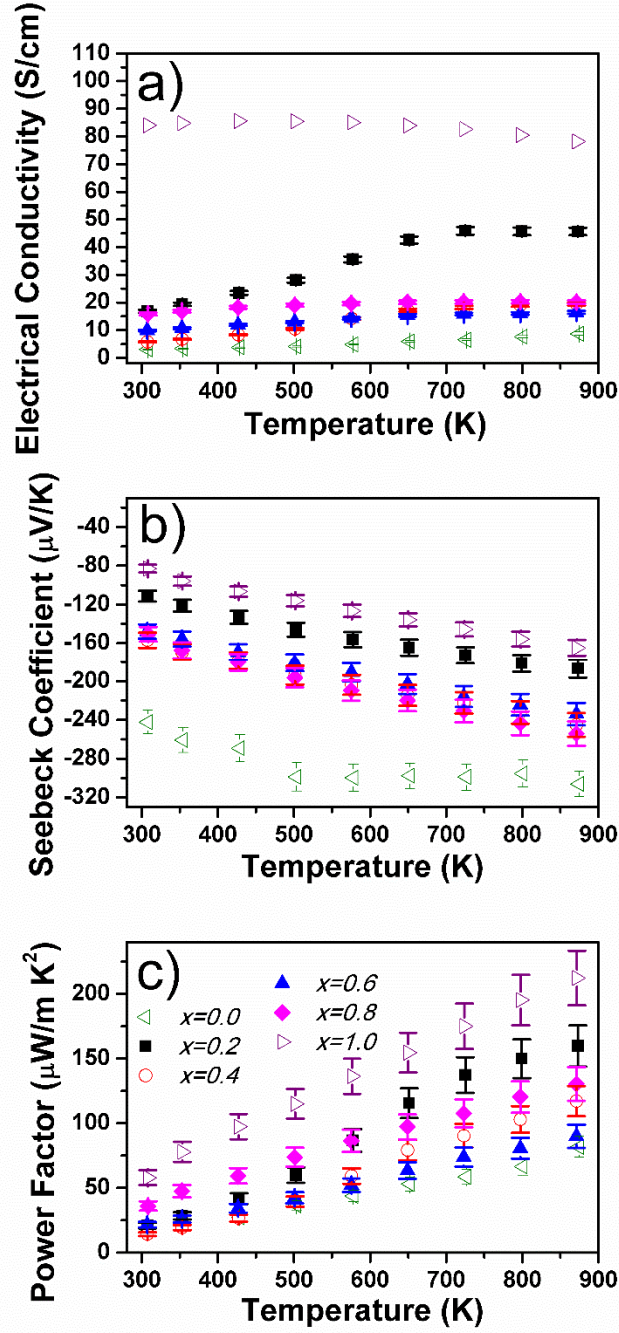 a)
Electrical Conductivity (S/cm)
110
100
90
80
70
60
50
40
30
20
10
0
300 400 500 600 700 800 900
Temperature (K)
b)
Seebeck Coefficient (μV/K)
-40
-80
-120
-160
-200
-240
-280
-320
300 400 500 600 700 800 900
Temperature (K)
c)
Power Factor (μW/m K²)
200
150
100
50
0
x=0.0
x=0.2
x=0.4
x=0.6
x=0.8
x=1.0
300 400 500 600 700 800 900
Temperature (K)